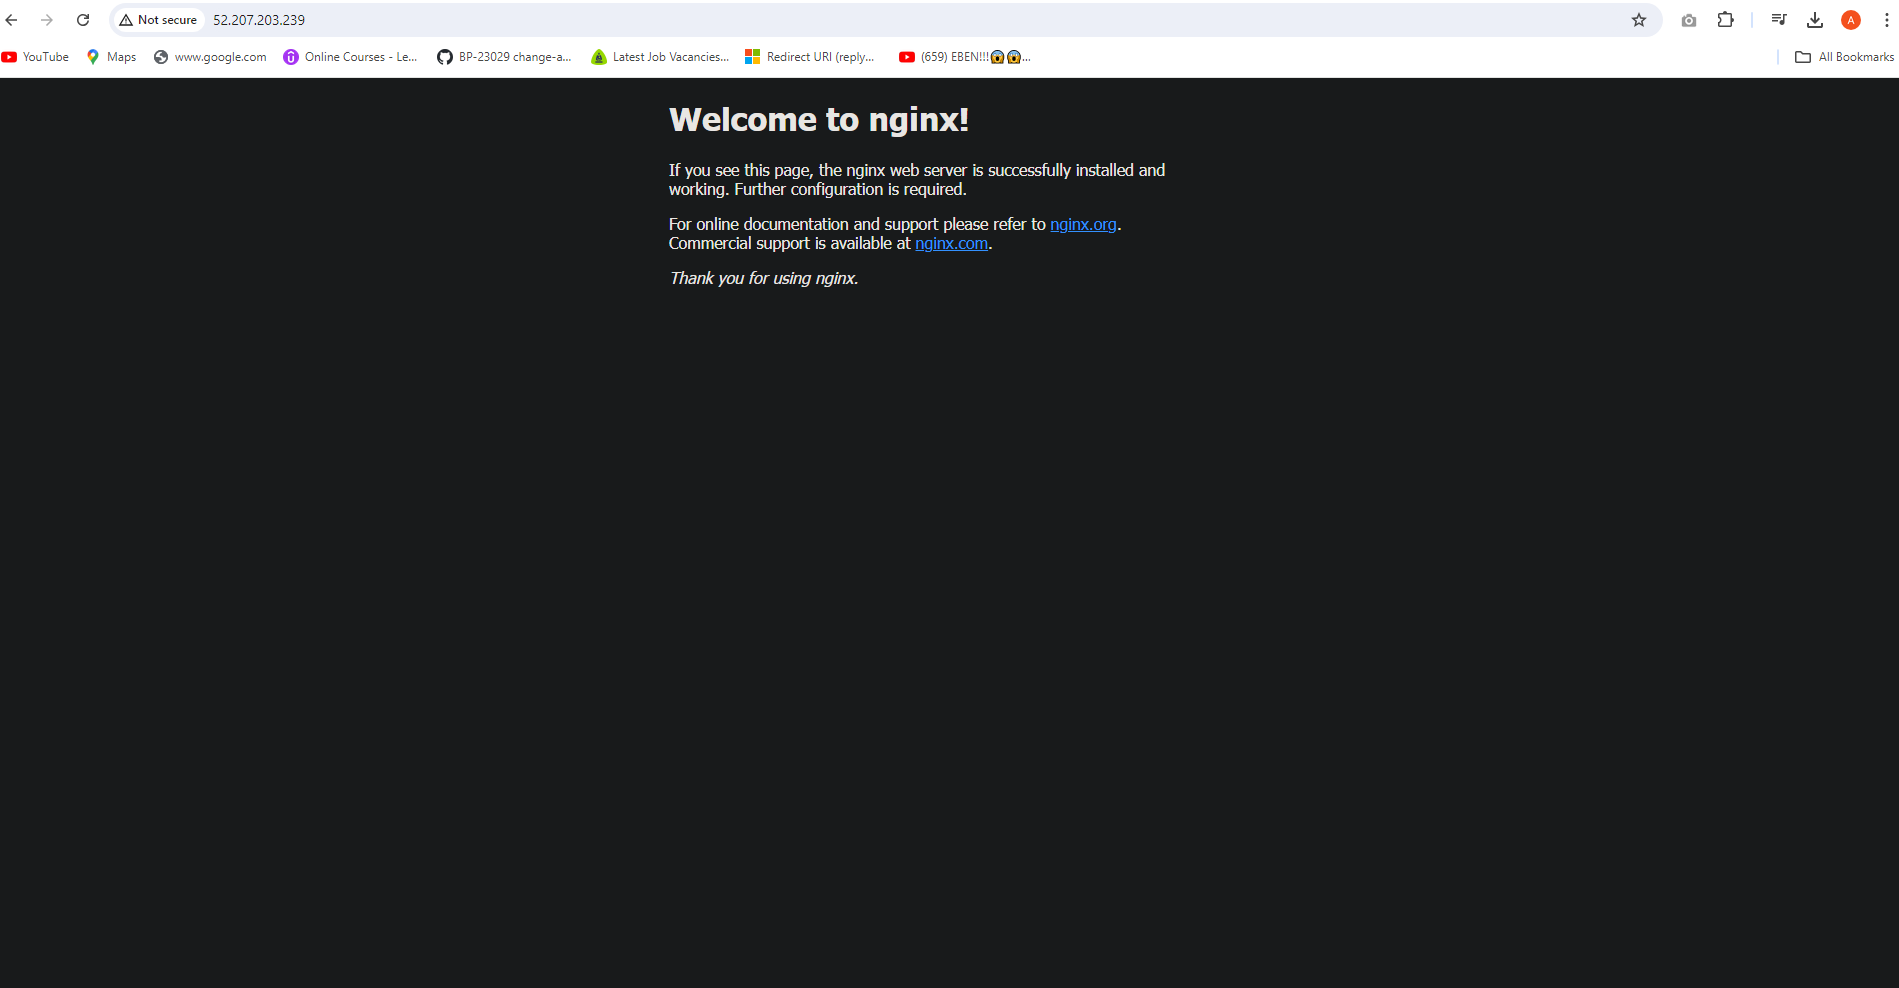 Not secure 52.207.203.239 A
YouTube Maps www.google.com Online Courses - Le... BP-23029 change-a... Latest Job Vacancies... Redirect URI (reply... (659) EBEN!!!😱😱... All Bookmarks
Welcome to nginx!
If you see this page, the nginx web server is successfully installed and
working. Further configuration is required.
For online documentation and support please refer to nginx.org.
Commercial support is available at nginx.com.
Thank you for using nginx.